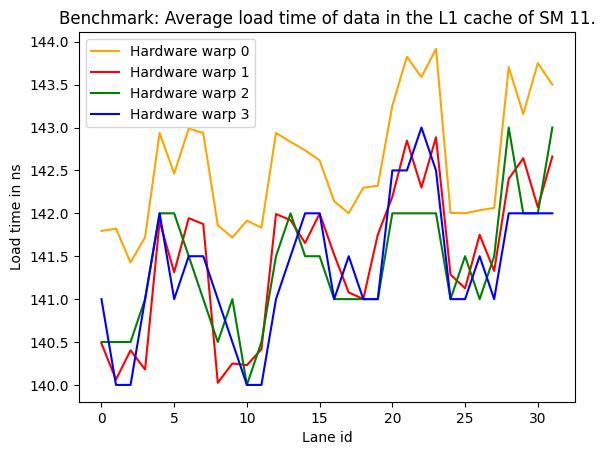 Benchmark: Average load time of data in the L1 cache of SM 11.
Hardware warp 0
Hardware warp 1
Hardware warp 2
Hardware warp 3
Load time in ns
144.0
143.5
143.0
142.5
142.0
141.5
141.0
140.5
140.0
0 5 10 15 20 25 30
Lane id